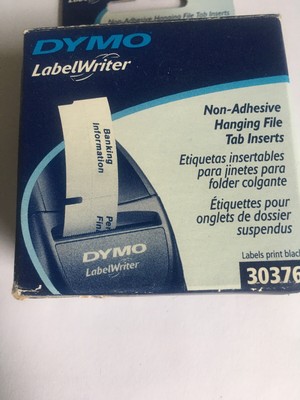 Non-Adhesive Hanging File Tab Inserts
DYMO
LabelWriter
Non-Adhesive
Hanging File
Tab Inserts
Etiquetas insertables
para jinetes para
folder colgante
Étiquettes pour
onglets de dossier
suspendus
Banking
Information
DYMO
LabelWriter
Labels print black
30376